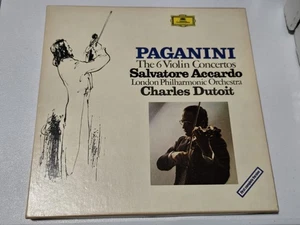 PAGANINI
The 6 Violin Concertos
Salvatore Accardo
London Philharmonic Orchestra
Charles Dutoit